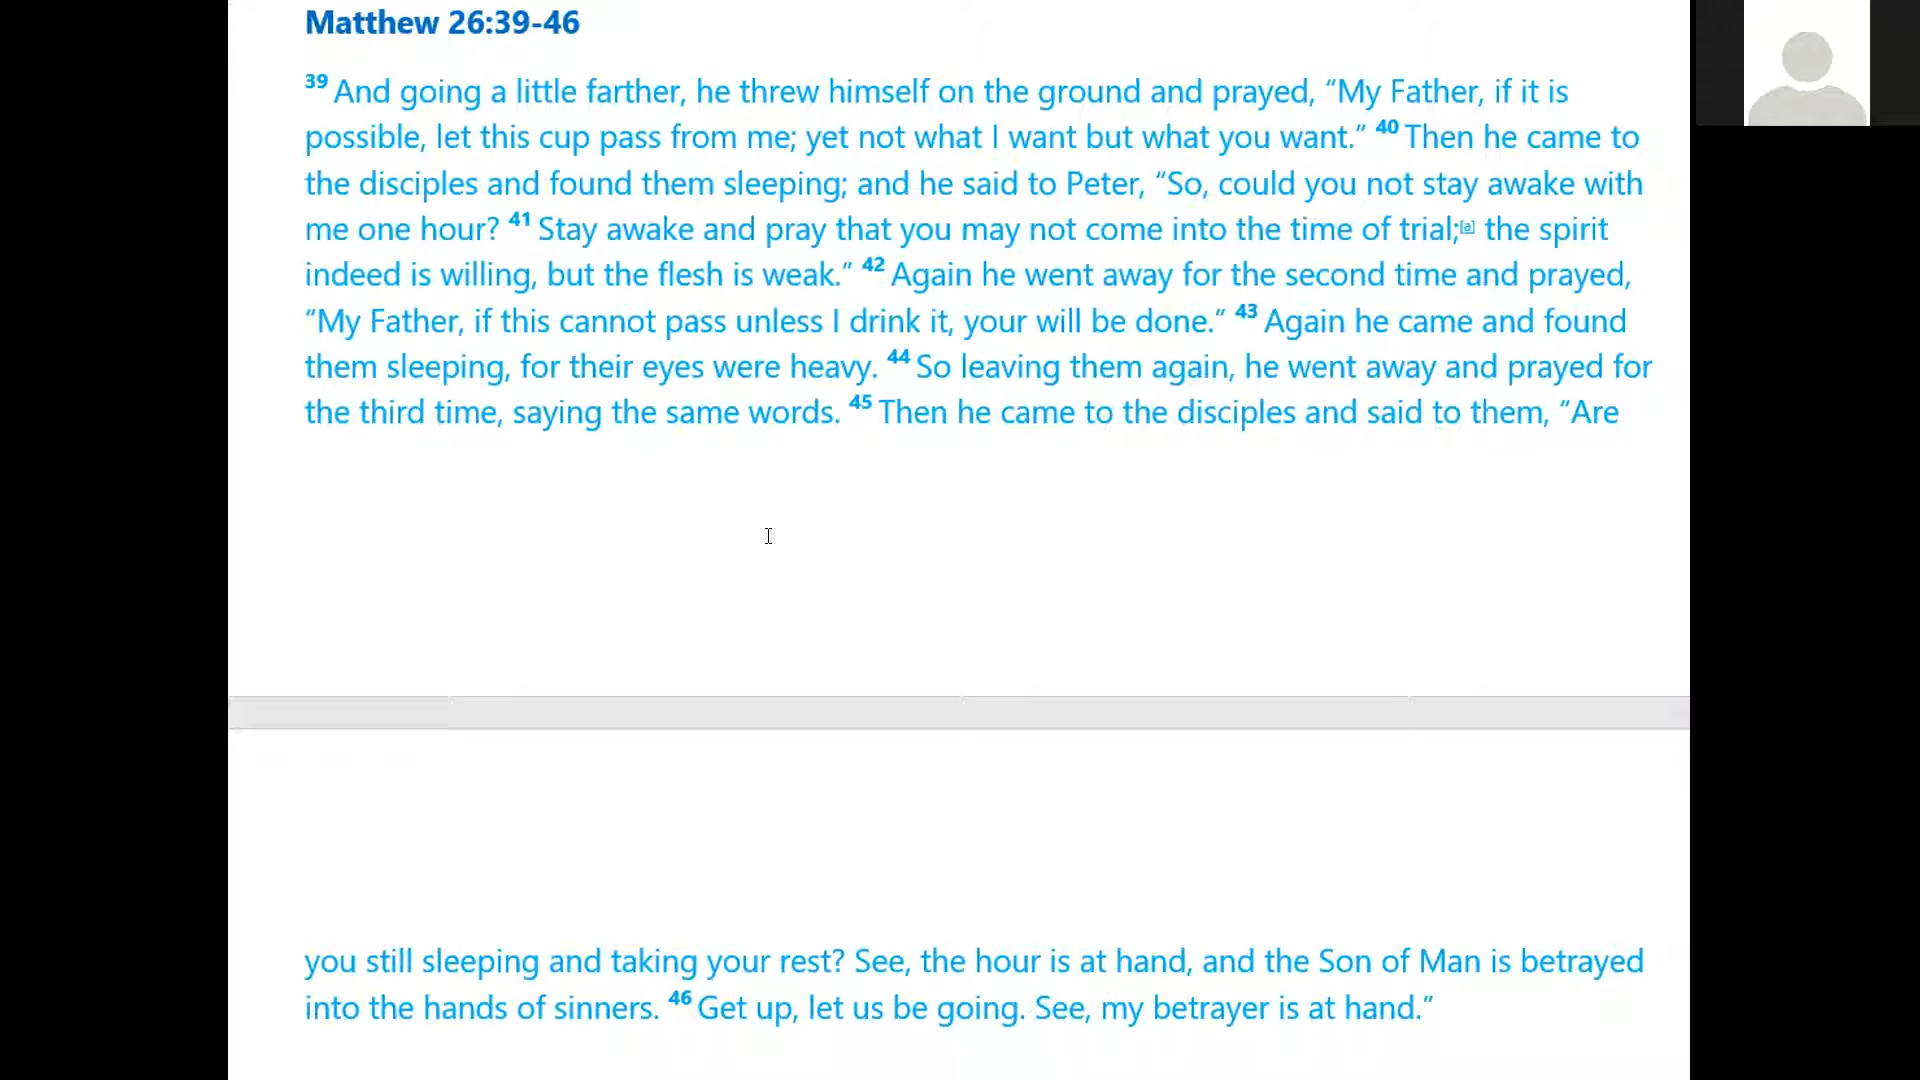 Matthew 26:39-46
39 And going a little farther, he threw himself on the ground and prayed, “My Father, if it is
possible, let this cup pass from me; yet not what I want but what you want.” 40 Then he came to
the disciples and found them sleeping; and he said to Peter, “So, could you not stay awake with
me one hour? 41 Stay awake and pray that you may not come into the time of trial;[a] the spirit
indeed is willing, but the flesh is weak.” 42 Again he went away for the second time and prayed,
“My Father, if this cannot pass unless I drink it, your will be done.” 43 Again he came and found
them sleeping, for their eyes were heavy. 44 So leaving them again, he went away and prayed for
the third time, saying the same words. 45 Then he came to the disciples and said to them, “Are
you still sleeping and taking your rest? See, the hour is at hand, and the Son of Man is betrayed
into the hands of sinners. 46 Get up, let us be going. See, my betrayer is at hand.”